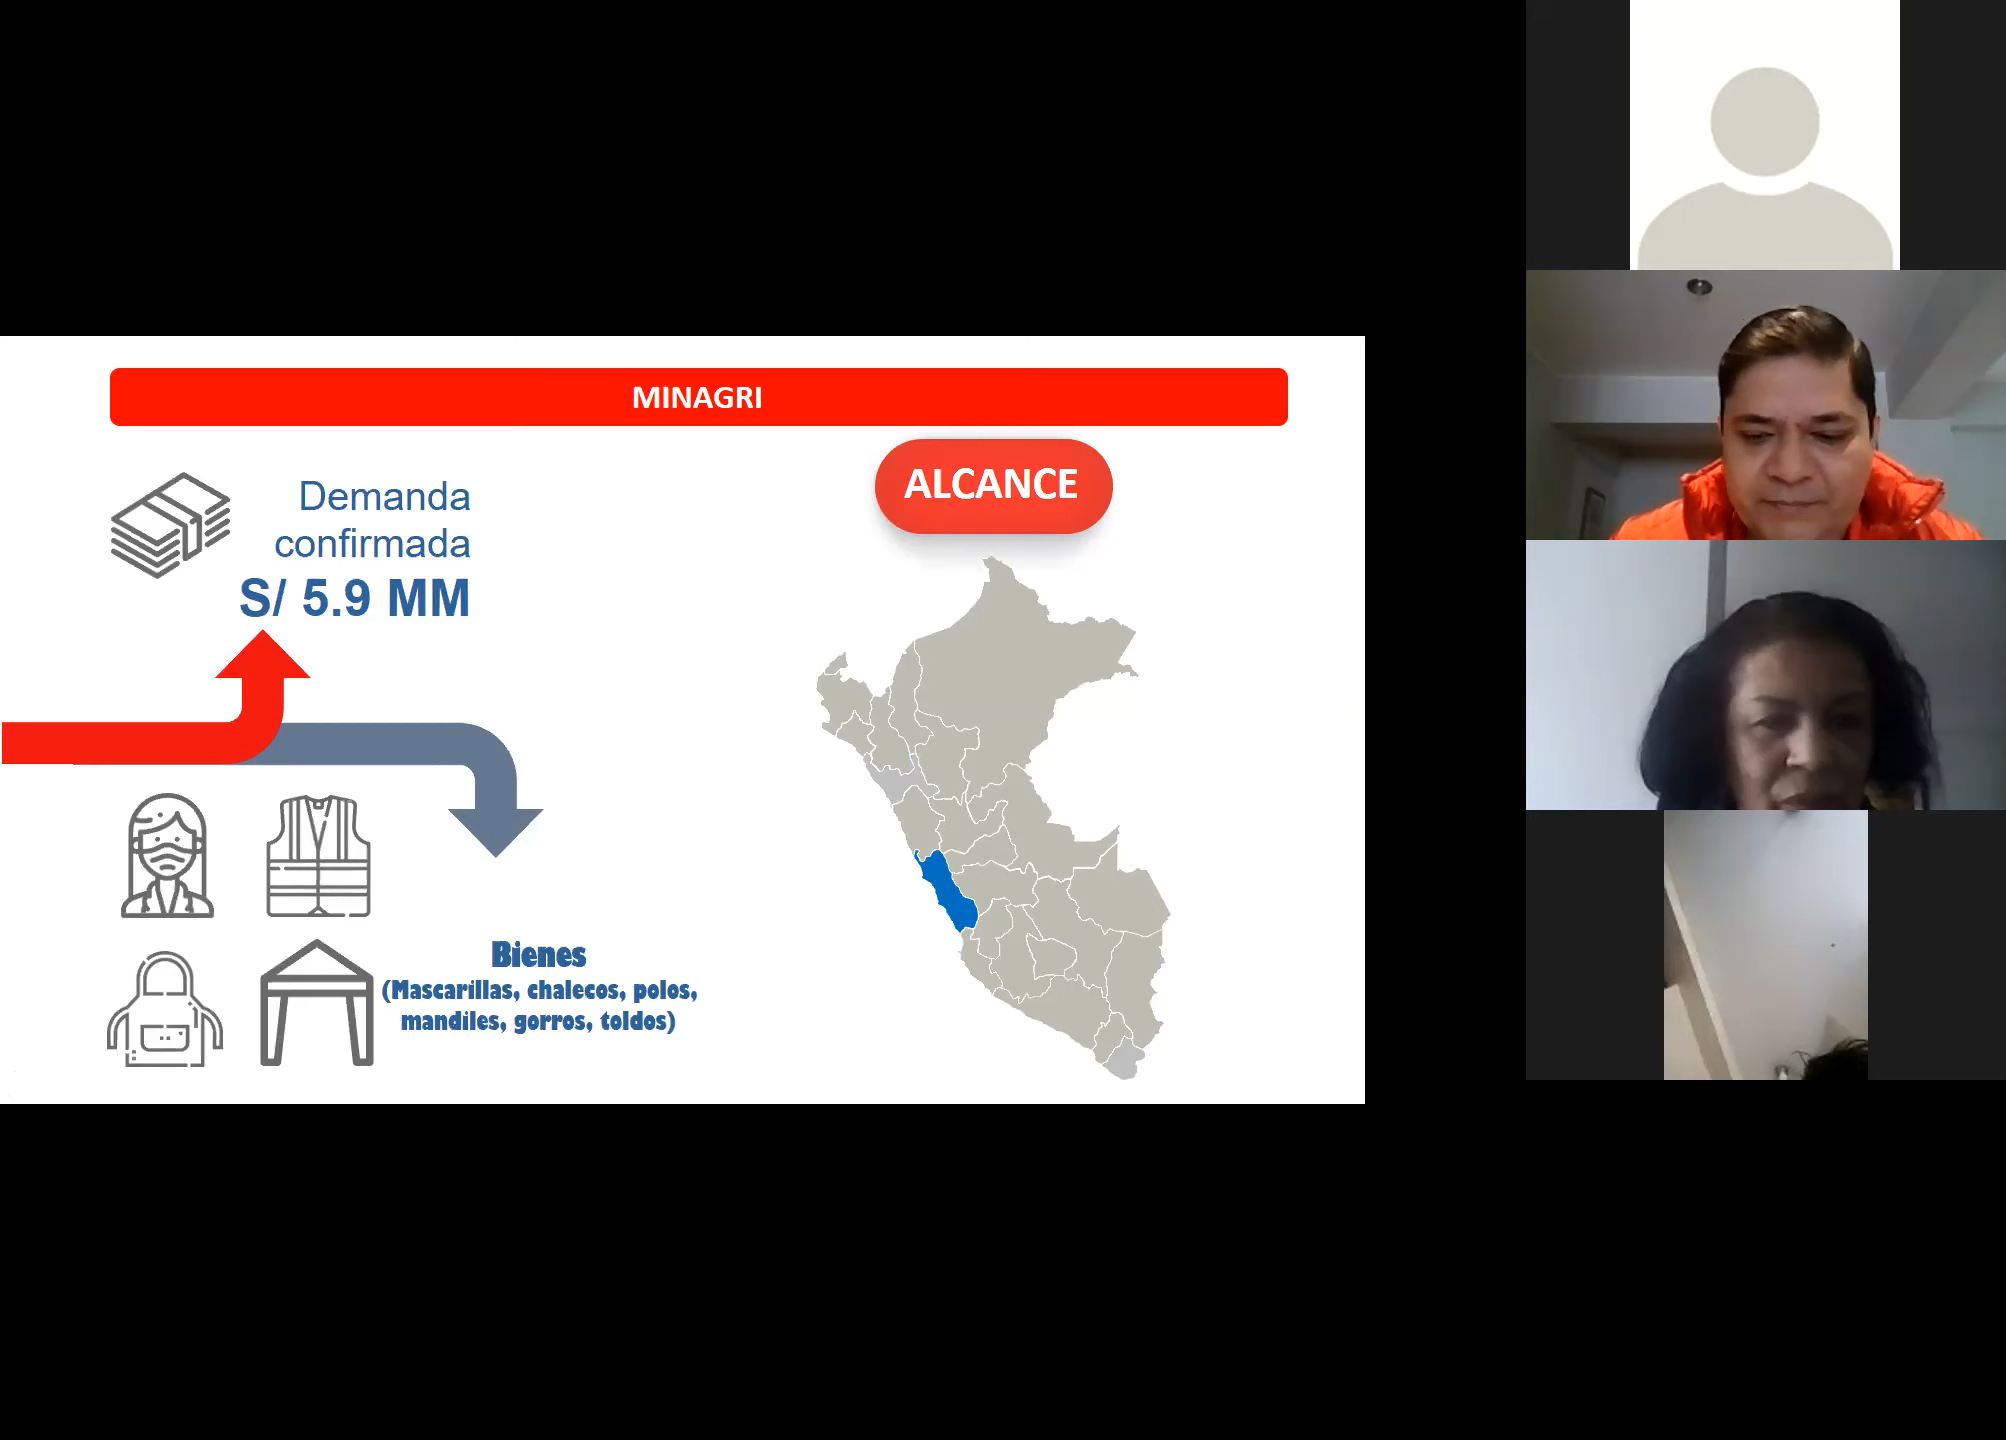 MINAGRI
Demanda
confirmada
S/ 5.9 MM
ALCANCE
Bienes
(Mascarillas, chalecos, polos,
mandiles, gorros, toldos)